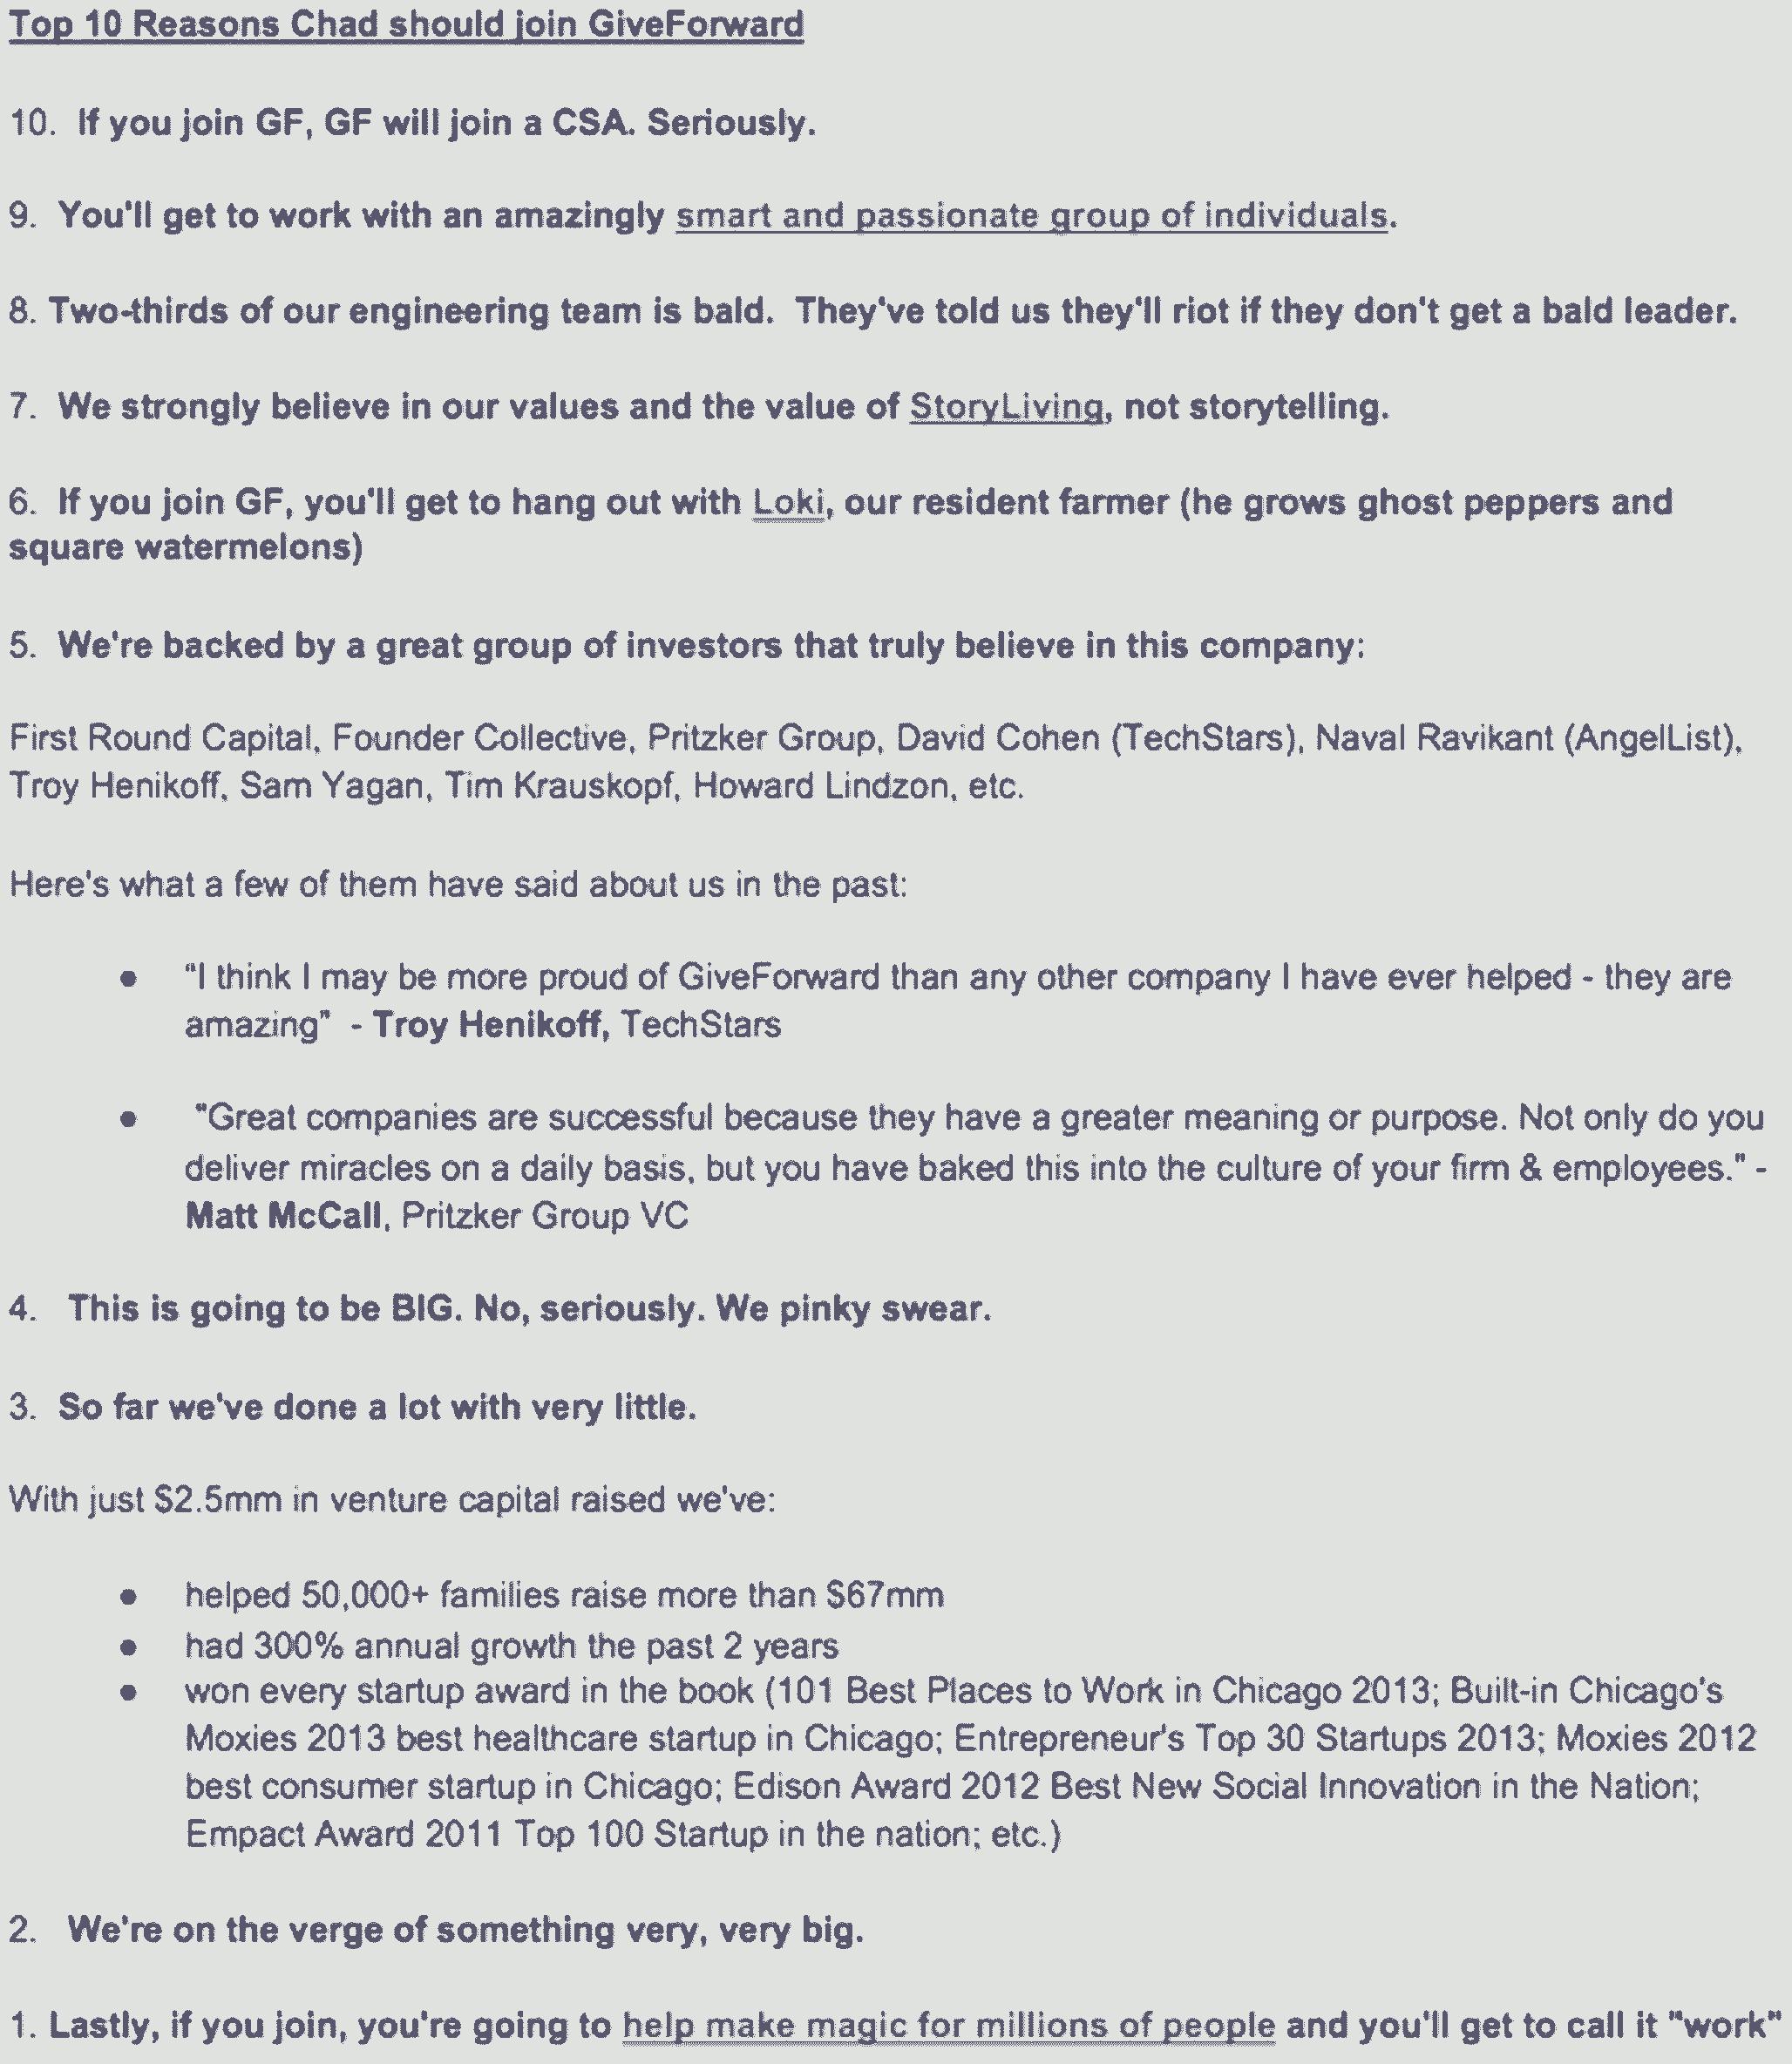 Top 10 Reasons Chad should join GiveForward
10. If you join GF, GF will join a CSA. Seriously.
9. You'll get to work with an amazingly smart and passionate group of individuals.
8. Two-thirds of our engineering team is bald. They've told us they'll riot if they don't get a bald leader.
7. We strongly believe in our values and the value of StoryLiving, not storytelling.
6. If you join GF, you'll get to hang out with Loki, our resident farmer (he grows ghost peppers and
square watermelons)
5. We're backed by a great group of investors that truly believe in this company:
First Round Capital, Founder Collective, Pritzker Group, David Cohen (TechStars), Naval Ravikant (AngelList),
Troy Henikoff, Sam Yagan, Tim Krauskopf, Howard Lindzon, etc.
Here's what a few of them have said about us in the past:
● "I think I may be more proud of GiveForward than any other company I have ever helped - they are
amazing" - Troy Henikoff, TechStars
● "Great companies are successful because they have a greater meaning or purpose. Not only do you
deliver miracles on a daily basis, but you have baked this into the culture of your firm & employees." -
Matt McCall, Pritzker Group VC
4. This is going to be BIG. No, seriously. We pinky swear.
3. So far we've done a lot with very little.
With just $2.5mm in venture capital raised we've:
● helped 50,000+ families raise more than $67mm
● had 300% annual growth the past 2 years
● won every startup award in the book (101 Best Places to Work in Chicago 2013; Built-in Chicago's
Moxies 2013 best healthcare startup in Chicago; Entrepreneur's Top 30 Startups 2013; Moxies 2012
best consumer startup in Chicago; Edison Award 2012 Best New Social Innovation in the Nation;
Empact Award 2011 Top 100 Startup in the nation; etc.)
2. We're on the verge of something very, very big.
1. Lastly, if you join, you're going to help make magic for millions of people and you'll get to call it "work"